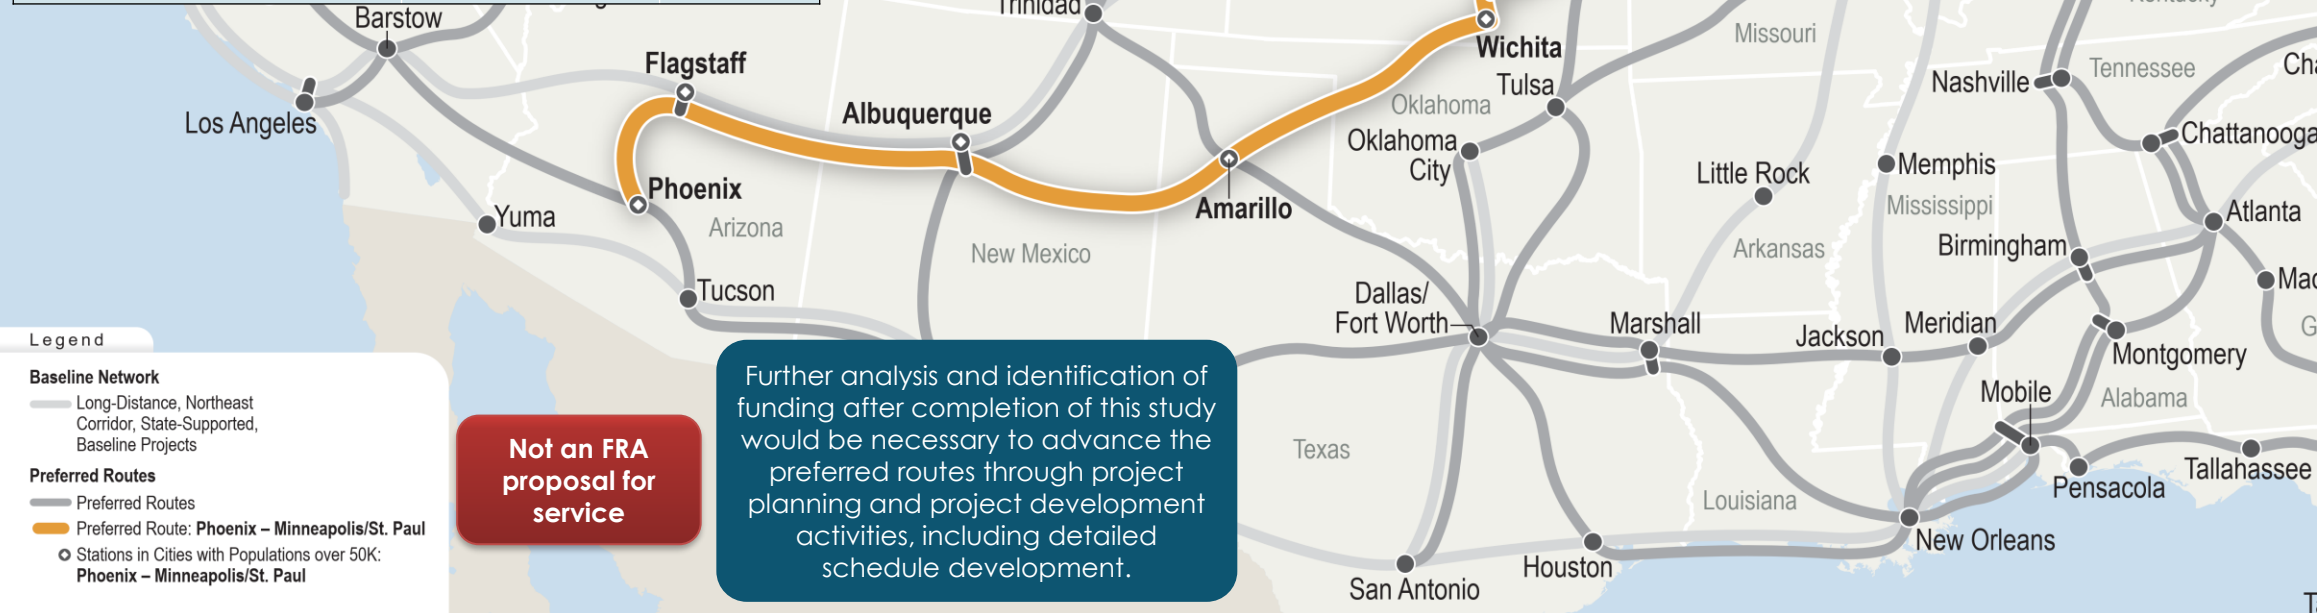 Barstow
Trinidad
Kentucky
Flagstaff
Wichita
Missouri
Tulsa
Nashville
Tennessee
Los Angeles
Albuquerque
Oklahoma
Oklahoma
City
Chattanooga
Phoenix
Amarillo
Little Rock
Memphis
Yuma
Arizona
New Mexico
Mississippi
Arkansas
Atlanta
Birmingham
Tucson
Dallas/
Fort Worth
Marshall
Jackson
Meridian
Montgomery
Mobile
Alabama
Texas
Louisiana
Tallahassee
Pensacola
New Orleans
Houston
San Antonio
Legend
Baseline Network
Long-Distance, Northeast
Corridor, State-Supported,
Baseline Projects
Preferred Routes
Preferred Routes
Preferred Route: Phoenix – Minneapolis/St. Paul
Stations in Cities with Populations over 50K:
Phoenix – Minneapolis/St. Paul
Not an FRA
proposal for
service
Further analysis and identification of
funding after completion of this study
would be necessary to advance the
preferred routes through project
planning and project development
activities, including detailed
schedule development.